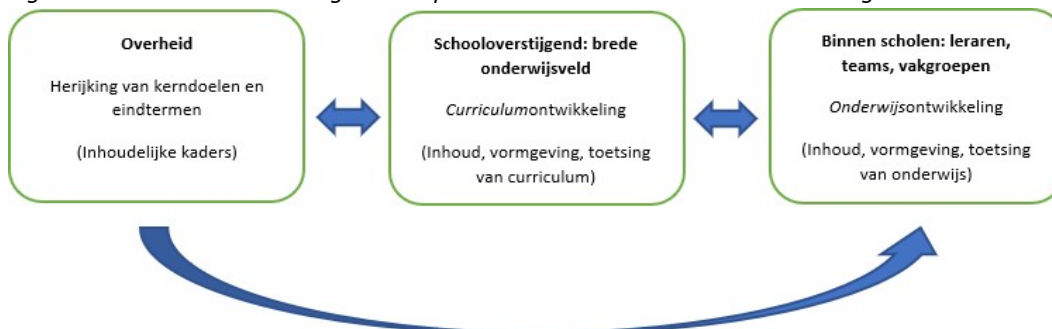 Overheid
Herijking van kerndoelen en
eindtermen
(Inhoudelijke kaders)
Schooloverstijgend: brede
onderwijsveld
Curriculumontwikkeling
(Inhoud, vormgeving, toetsing
van curriculum)
Binnen scholen: leraren,
teams, vakgroepen
Onderwijsontwikkeling
(Inhoud, vormgeving, toetsing
van onderwijs)